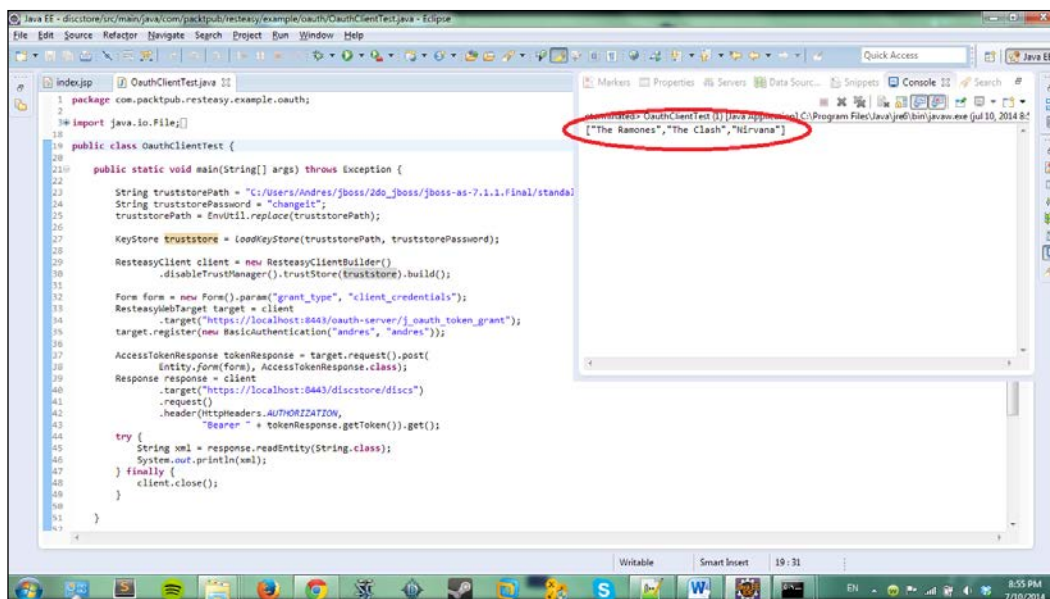 Java EE - discstore/src/main/java/com/packtpub/resteasy/example/oauth/OauthClientTest.java - Eclipse
File Edit Source Refactor Navigate Search Project Run Window Help
Quick Access
Java EE
index.jsp
OauthClientTest.java
Markers Properties Servers Data Sourc... Snippets Console Search
OauthClientTest (1) [Java Application] C:\Program Files\Java\jre6\bin\javaw.exe (jul 10, 2014 8:5
["The Ramones","The Clash","Nirvana"]
1 package com.packtpub.resteasy.example.oauth;
2
3 import java.io.File;
18
19 public class OauthClientTest {
20
21 public static void main(String[] args) throws Exception {
22
23 String truststorePath = "C:/Users/Andres/jboss/2do_jboss/jboss-as-7.1.1.Final/standal
24 String truststorePassword = "changeit";
25 truststorePath = EnvUtil.replace(truststorePath);
26
27 KeyStore truststore = loadKeyStore(truststorePath, truststorePassword);
28
29 ResteasyClient client = new ResteasyClientBuilder()
30 .disableTrustManager().trustStore(truststore).build();
31
32 Form form = new Form().param("grant_type", "client_credentials");
33 ResteasyWebTarget target = client
34 .target("https://localhost:8443/oauth-server/j_oauth_token_grant");
35 target.register(new BasicAuthentication("andres", "andres"));
36
37 AccessTokenResponse tokenResponse = target.request().post(
38 Entity.form(form), AccessTokenResponse.class);
39 Response response = client
40 .target("https://localhost:8443/discstore/discs")
41 .request()
42 .header(HttpHeaders.AUTHORIZATION,
43 "Bearer " + tokenResponse.getToken()).get();
44 try {
45 String xml = response.readEntity(String.class);
46 System.out.println(xml);
47 } finally {
48 client.close();
49 }
50
51 }
52
Writable Smart Insert 19 : 31
EN
8:55 PM
7/10/2014